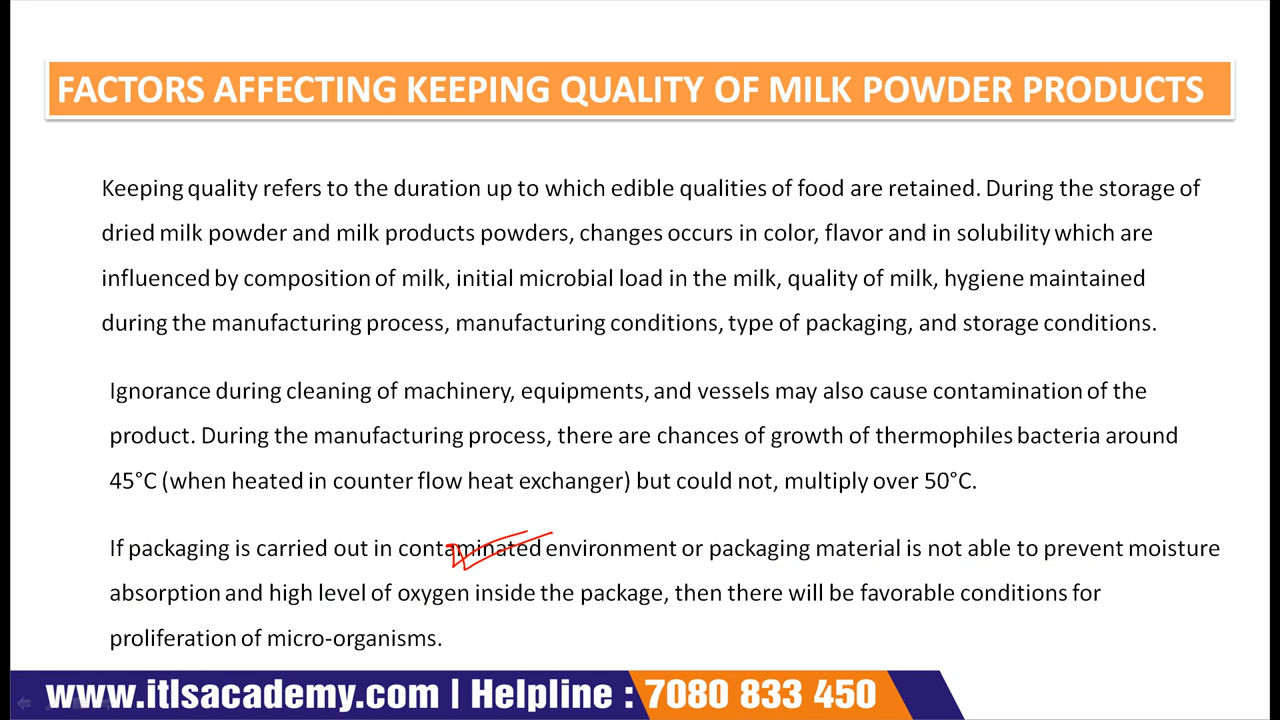 FACTORS AFFECTING KEEPING QUALITY OF MILK POWDER PRODUCTS
Keeping quality refers to the duration up to which edible qualities of food are retained. During the storage of
dried milk powder and milk products powders, changes occurs in color, flavor and in solubility which are
influenced by composition of milk, initial microbial load in the milk, quality of milk, hygiene maintained
during the manufacturing process, manufacturing conditions, type of packaging, and storage conditions.
Ignorance during cleaning of machinery, equipments, and vessels may also cause contamination of the
product. During the manufacturing process, there are chances of growth of thermophiles bacteria around
45°C (when heated in counter flow heat exchanger) but could not, multiply over 50°C.
If packaging is carried out in contaminated environment or packaging material is not able to prevent moisture
absorption and high level of oxygen inside the package, then there will be favorable conditions for
proliferation of micro-organisms.
www.itlsacademy.com | Helpline : 7080 833 450